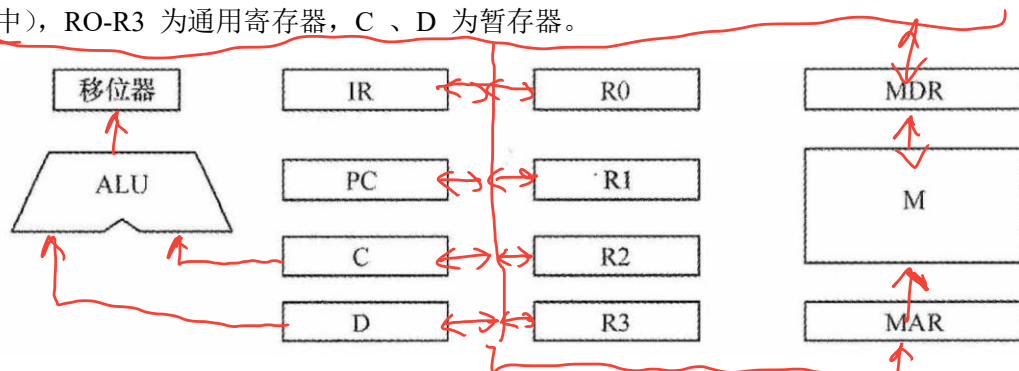 中），RO-R3 为通用寄存器，C 、D 为暂存器。
移位器 IR R0 MDR
ALU PC R1 M
C R2
D R3 MAR